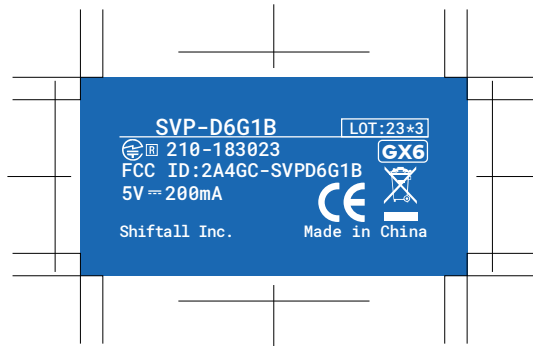 SVP-D6G1B LOT:23*3
R 210-183023 GX6
FCC ID:2A4GC-SVPD6G1B
5V⎓200mA CE
Shiftall Inc. Made in China